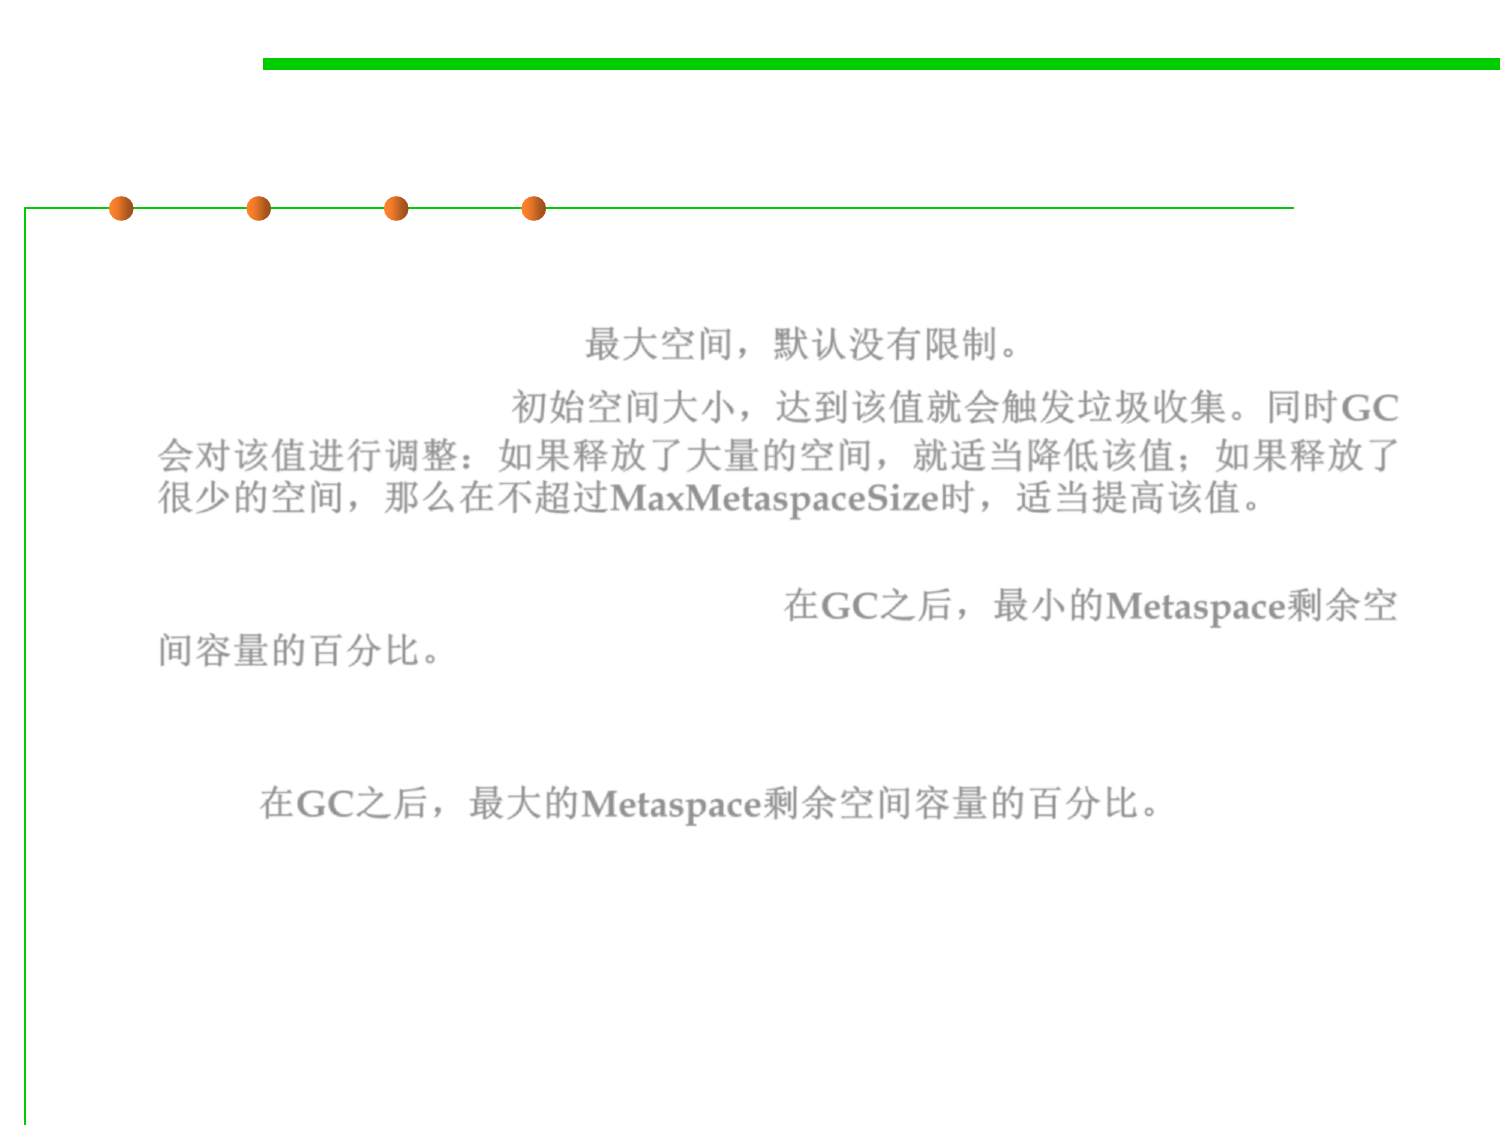 最大空间，默认没有限制。
初始空间大小，达到该值就会触发垃圾收集。同时GC
会对该值进行调整：如果释放了大量的空间，就适当降低该值；如果释放了
很少的空间，那么在不超过MaxMetaspaceSize时，适当提高该值。
在GC之后，最小的Metaspace剩余空
间容量的百分比。
在GC之后，最大的Metaspace剩余空间容量的百分比。